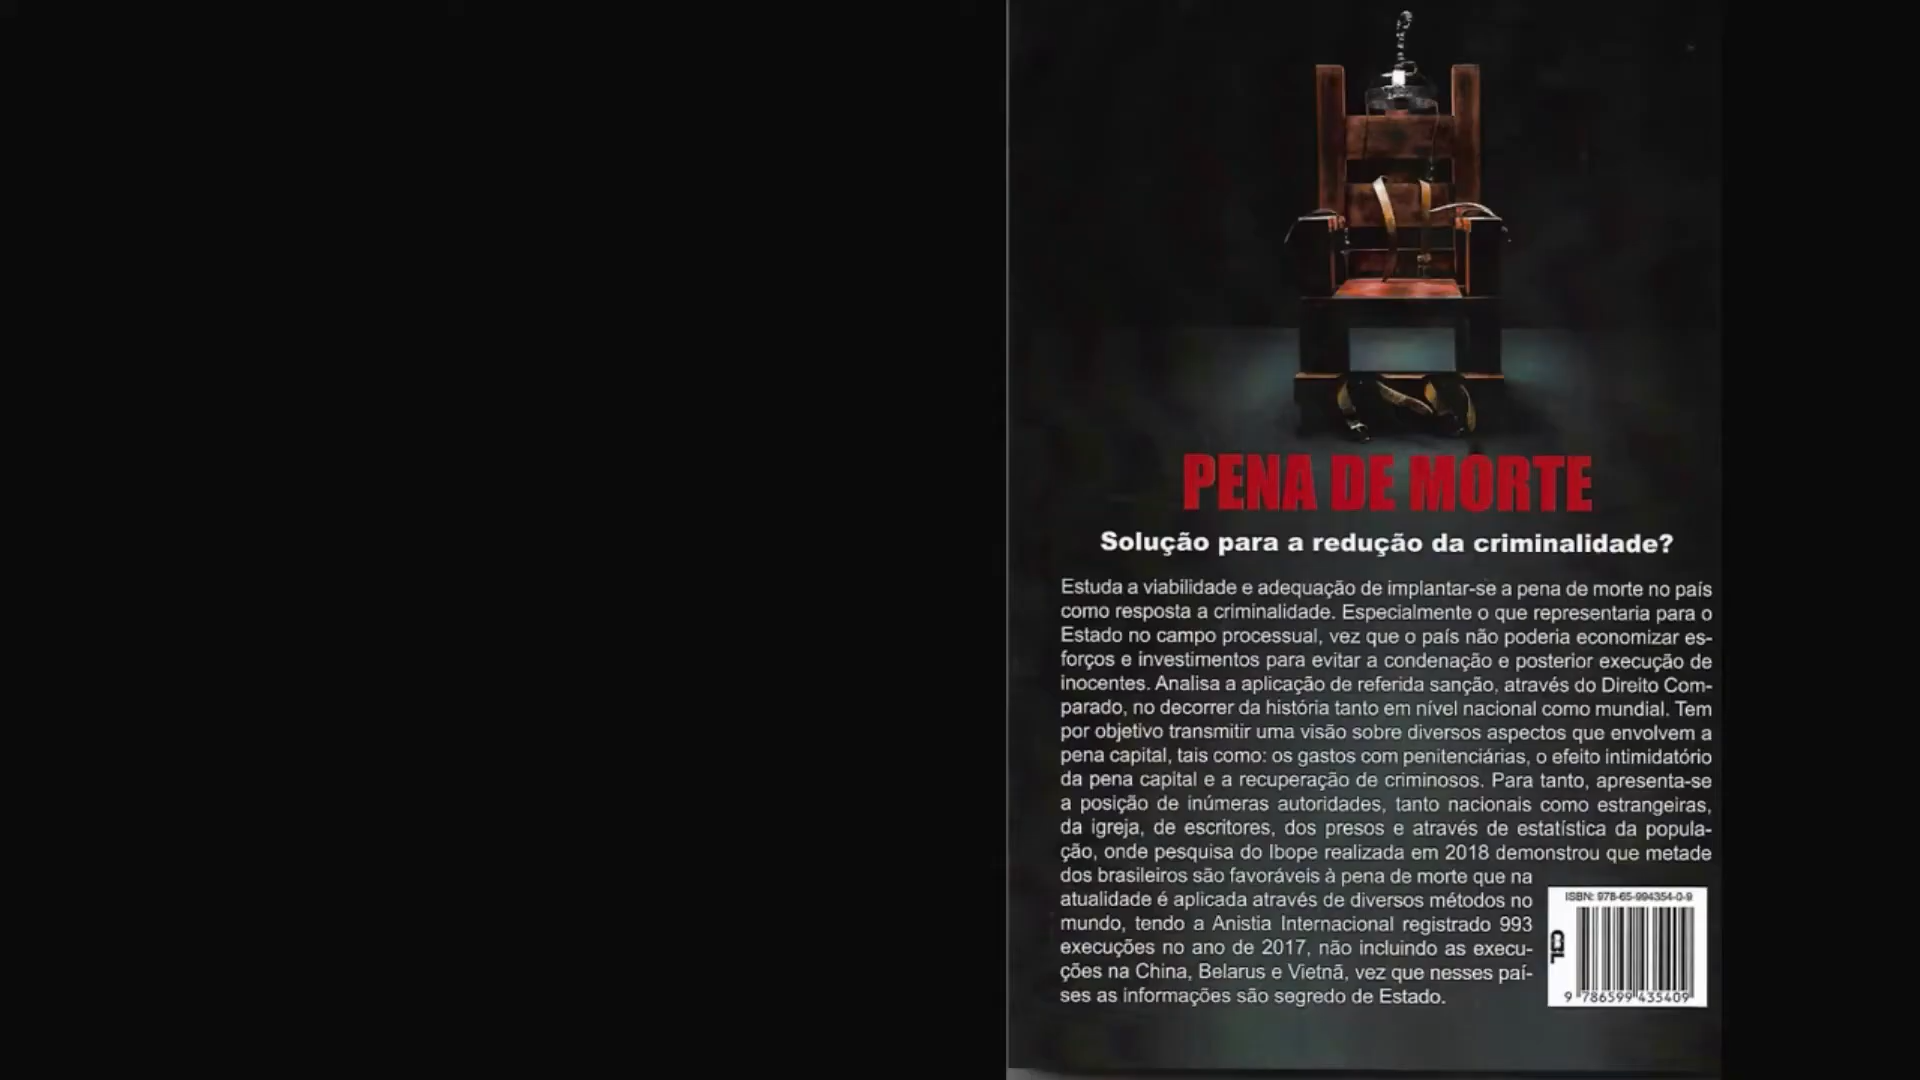 PENA DE MORTE
Solução para a redução da criminalidade?
Estuda a viabilidade e adequação de implantar-se a pena de morte no país
como resposta a criminalidade. Especialmente o que representaria para o
Estado no campo processual, vez que o país não poderia economizar es-
forços e investimentos para evitar a condenação e posterior execução de
inocentes. Analisa a aplicação de referida sanção, através do Direito Com-
parado, no decorrer da história tanto em nível nacional como mundial. Tem
por objetivo transmitir uma visão sobre diversos aspectos que envolvem a
pena capital, tais como: os gastos com penitenciárias, o efeito intimidatório
da pena capital e a recuperação de criminosos. Para tanto, apresenta-se
a posição de inúmeras autoridades, tanto nacionais como estrangeiras,
da igreja, de escritores, dos presos e através de estatística da popula-
ção, onde pesquisa do Ibope realizada em 2018 demonstrou que metade
dos brasileiros são favoráveis à pena de morte que na
atualidade é aplicada através de diversos métodos no
mundo, tendo a Anistia Internacional registrado 993
execuções no ano de 2017, não incluindo as execu-
ções na China, Belarus e Vietnã, vez que nesses paí-
ses as informações são segredo de Estado.
ISBN: 978-65-994354-0-9
CBL
9 786599 435409